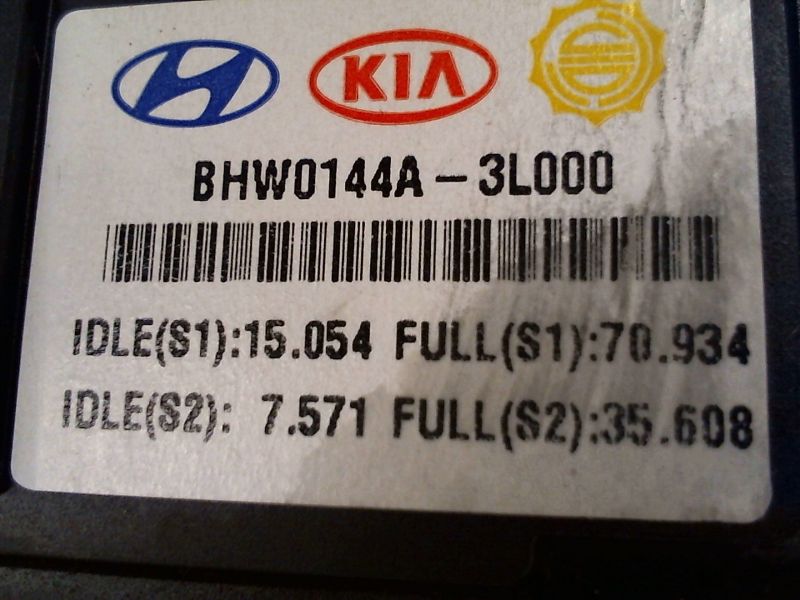 KIA
BHW0144A-3L000
IDLE(S1):15.054 FULL(S1):70.934
IDLE(S2): 7.571 FULL(S2):35.608